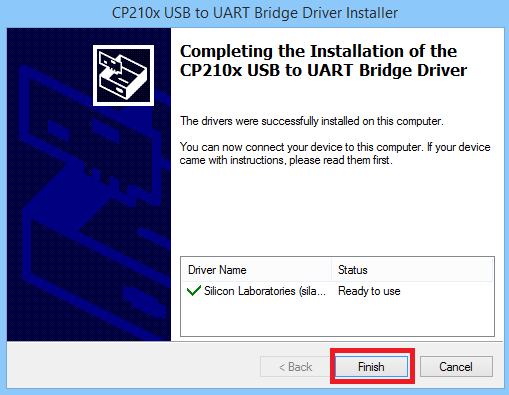 CP210x USB to UART Bridge Driver Installer
Completing the Installation of the
CP210x USB to UART Bridge Driver
The drivers were successfully installed on this computer.
You can now connect your device to this computer. If your device
came with instructions, please read them first.
Driver Name Status
Silicon Laboratories (sila... Ready to use
< Back Finish Cancel